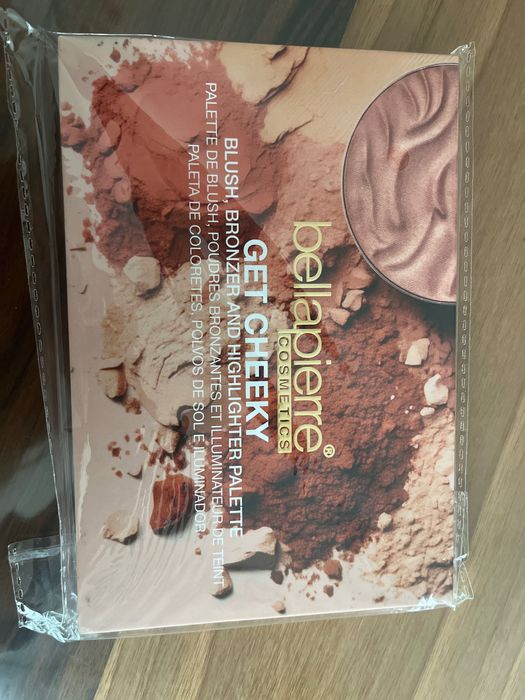 bellapierre®
COSMETICS
GET CHEEKY
BLUSH, BRONZER AND HIGHLIGHTER PALETTE
PALETTE DE BLUSH, POUDRES BRONZANTES ET ILLUMINATEUR DE TEINT
PALETA DE COLORETES, POLVOS DE SOL E ILUMINADOR